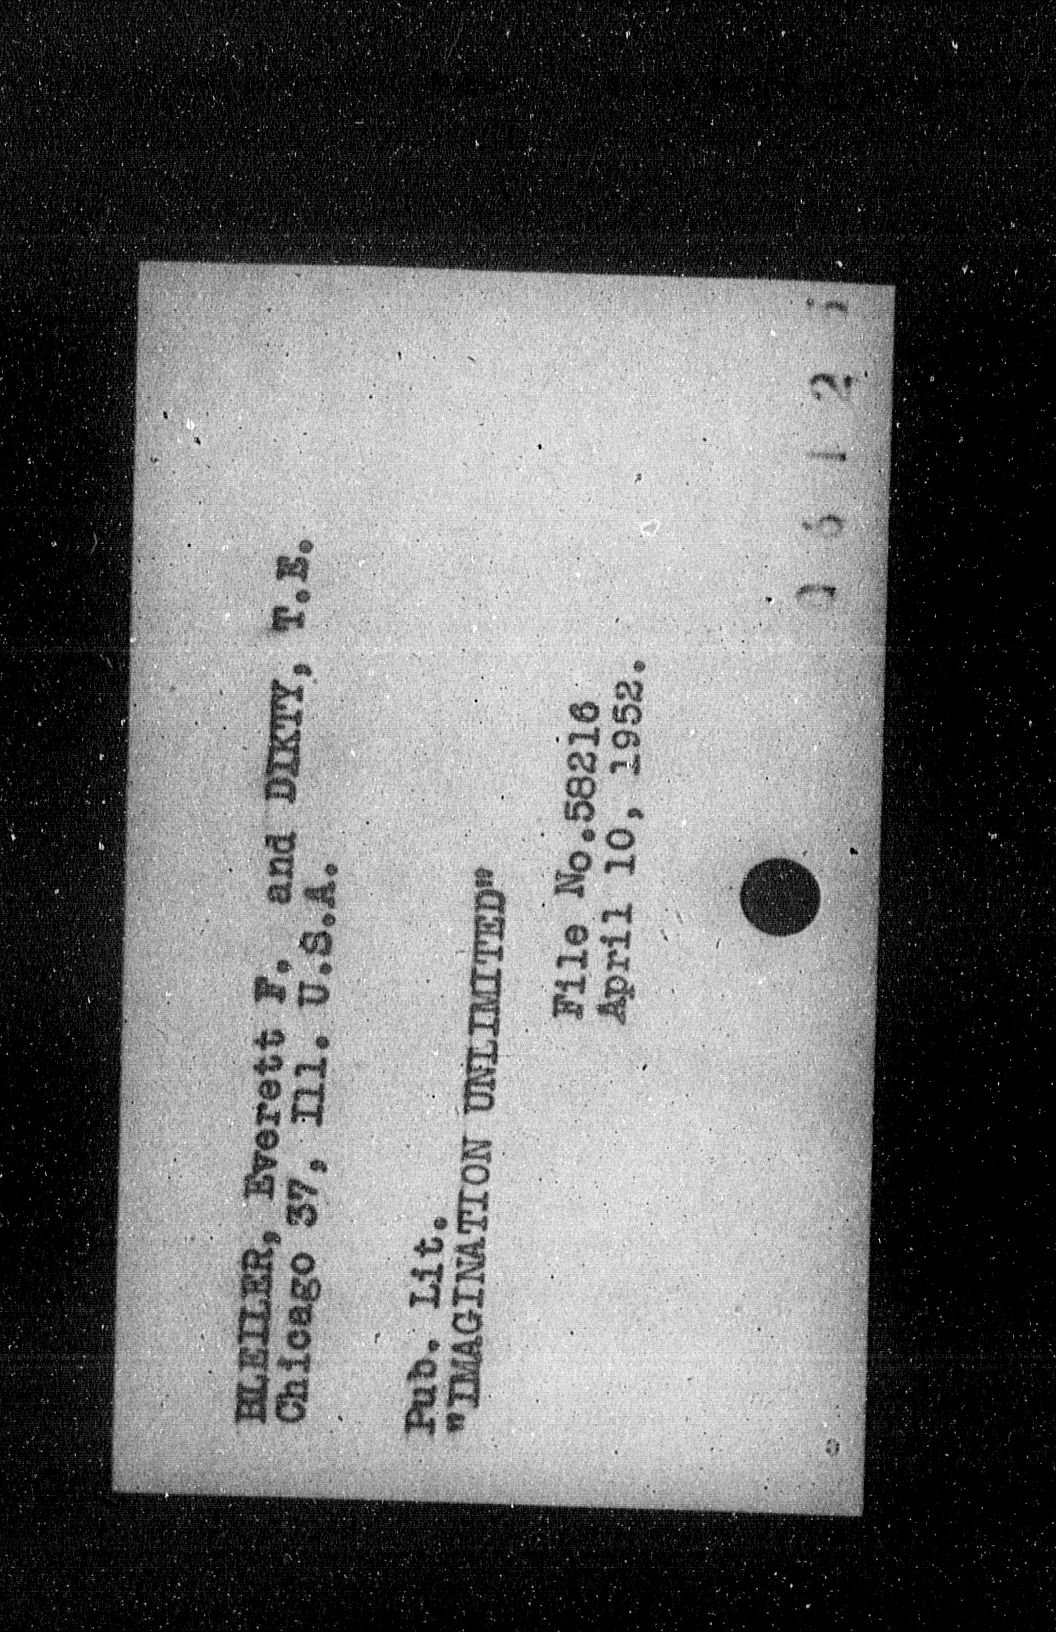 BLEILER, Everett F. and DIKTY, T.E.
Chicago 37, Ill. U.S.A.
Pub. Lit.
"IMAGINATION UNLIMITED"
File No.58216
April 10, 1952.